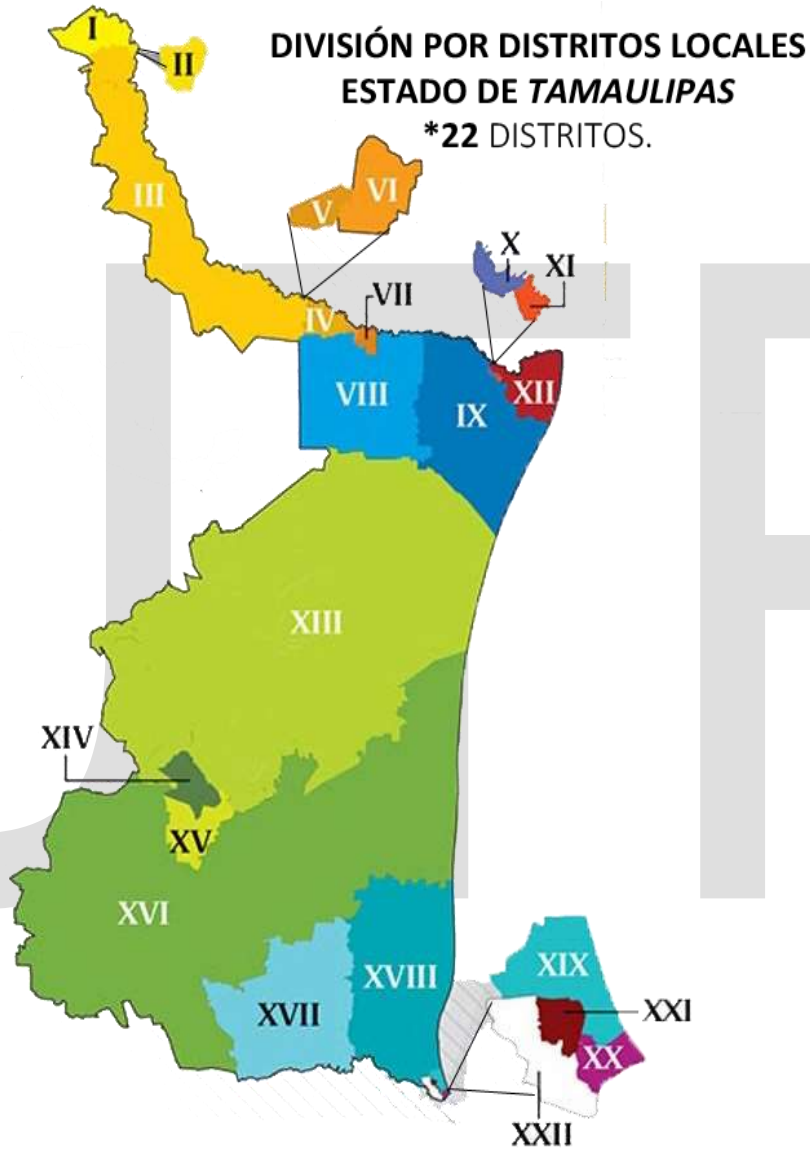 DIVISIÓN POR DISTRITOS LOCALES
ESTADO DE TAMAULIPAS
*22 DISTRITOS.
I
II
III
V
VI
X
XI
IV
VII
VIII
IX
XII
XIII
XIV
XV
XVI
XVII
XVIII
XIX
XXI
XX
XXII